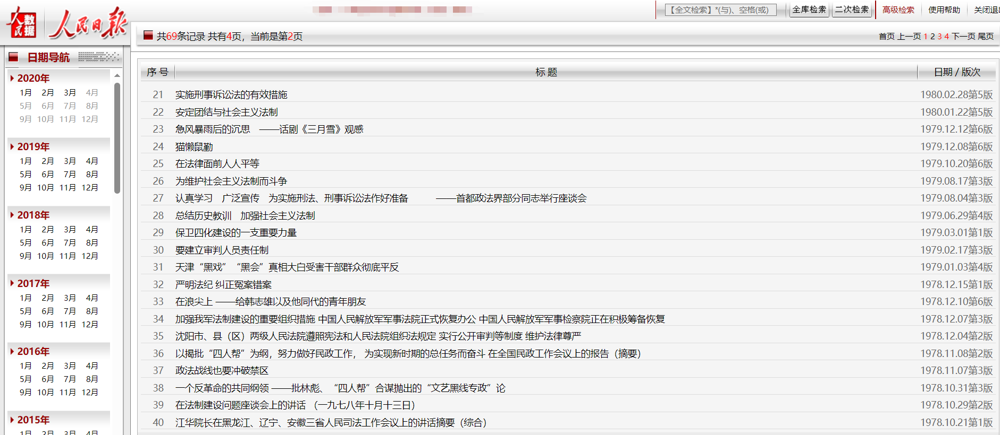 人民数据 人民日报
【全文检索】*(与)、空格(或) 全库检索 二次检索 高级检索 使用帮助 关闭退出
共69条记录 共有4页，当前是第2页
首页 上一页 1 2 3 4 下一页 尾页
日期导航
2020年
1月 2月 3月 4月
5月 6月 7月 8月
9月 10月 11月 12月
2019年
1月 2月 3月 4月
5月 6月 7月 8月
9月 10月 11月 12月
2018年
1月 2月 3月 4月
5月 6月 7月 8月
9月 10月 11月 12月
2017年
1月 2月 3月 4月
5月 6月 7月 8月
9月 10月 11月 12月
2016年
1月 2月 3月 4月
5月 6月 7月 8月
9月 10月 11月 12月
2015年
1月 2月 3月 4月
序号 标题 日期 / 版次
21 实施刑事诉讼法的有效措施 1980.02.28第5版
22 安定团结与社会主义法制 1980.01.22第5版
23 急风暴雨后的沉思　——话剧《三月雪》观感 1979.12.12第6版
24 猫懒鼠勤 1979.12.08第6版
25 在法律面前人人平等 1979.10.20第6版
26 为维护社会主义法制而斗争 1979.08.17第3版
27 认真学习　广泛宣传　为实施刑法、刑事诉讼法作好准备　　　——首都政法界部分同志举行座谈会 1979.08.04第3版
28 总结历史教训　加强社会主义法制 1979.06.29第4版
29 保卫四化建设的一支重要力量 1979.03.01第1版
30 要建立审判人员责任制 1979.02.17第3版
31 天津“黑戏”“黑会”真相大白受害干部群众彻底平反 1979.01.03第4版
32 严明法纪 纠正冤案错案 1978.12.15第1版
33 在浪尖上 ——给韩志雄以及他同代的青年朋友 1978.12.10第6版
34 加强我军法制建设的重要组织措施 中国人民解放军军事法院正式恢复办公 中国人民解放军军事检察院正在积极筹备恢复 1978.12.07第3版
35 沈阳市、县（区）两级人民法院遵照宪法和人民法院组织法规定 实行公开审判等制度 维护法律尊严 1978.12.04第2版
36 以揭批“四人帮”为纲，努力做好民政工作， 为实现新时期的总任务而奋斗 在全国民政工作会议上的报告（摘要） 1978.11.08第2版
37 政法战线也要冲破禁区 1978.11.07第3版
38 一个反革命的共同纲领 ——批林彪、“四人帮”合谋抛出的“文艺黑线专政”论 1978.10.31第3版
39 在法制建设问题座谈会上的讲话 （一九七八年十月十三日） 1978.10.29第2版
40 江华院长在黑龙江、辽宁、安徽三省人民司法工作会议上的讲话摘要（综合） 1978.10.21第1版